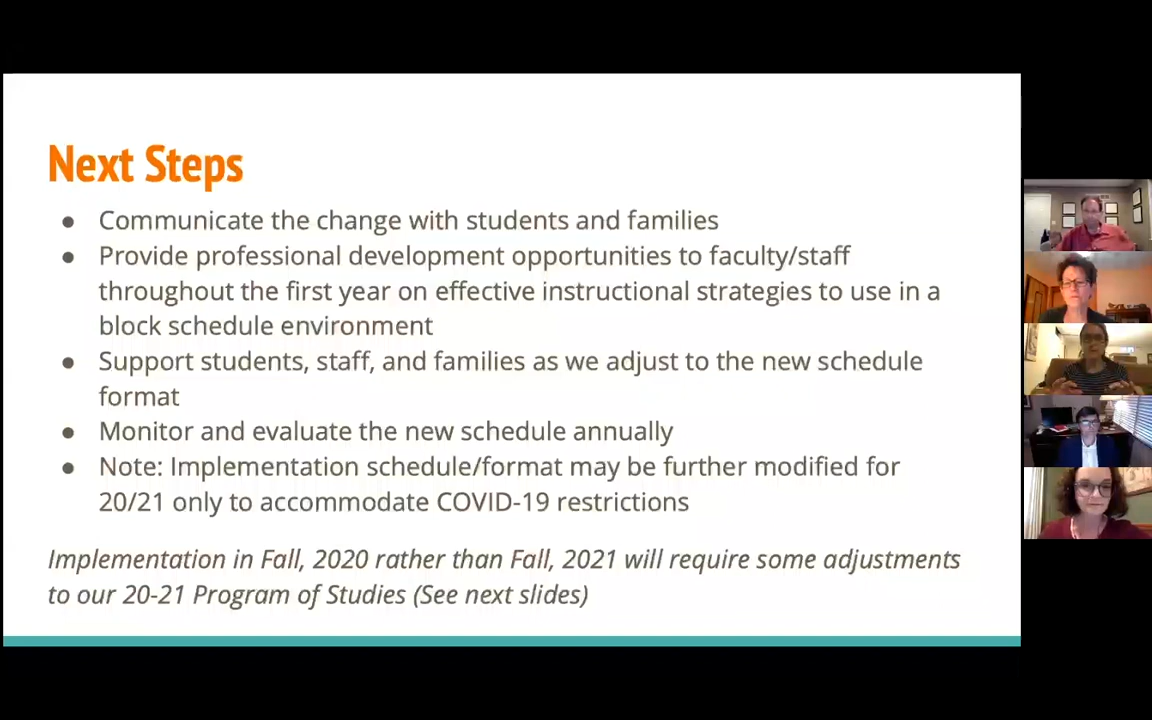 Next Steps
● Communicate the change with students and families
● Provide professional development opportunities to faculty/staff
throughout the first year on effective instructional strategies to use in a
block schedule environment
● Support students, staff, and families as we adjust to the new schedule
format
● Monitor and evaluate the new schedule annually
● Note: Implementation schedule/format may be further modified for
20/21 only to accommodate COVID-19 restrictions
Implementation in Fall, 2020 rather than Fall, 2021 will require some adjustments
to our 20-21 Program of Studies (See next slides)